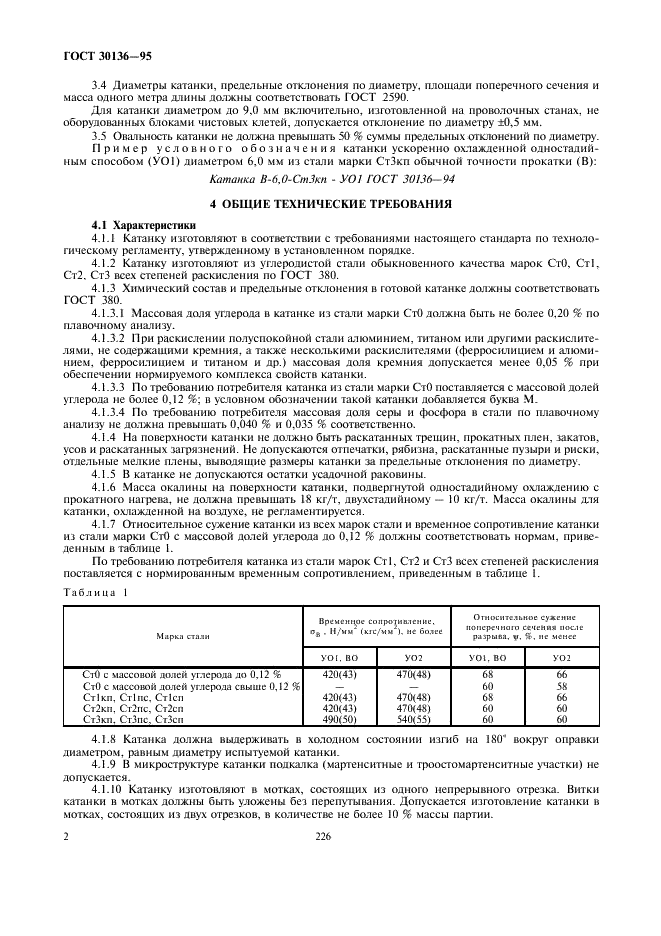 ГОСТ 30136—95
3.4 Диаметры катанки, предельные отклонения по диаметру, площади поперечного сечения и
масса одного метра длины должны соответствовать ГОСТ 2590.
Для катанки диаметром до 9,0 мм включительно, изготовленной на проволочных станах, не
оборудованных блоками чистовых клетей, допускается отклонение по диаметру ±0,5 мм.
3.5 Овальность катанки не должна превышать 50 % суммы предельных отклонений по диаметру.
Пример условного обозначения катанки ускоренно охлажденной одностадий-
ным способом (УО1) диаметром 6,0 мм из стали марки Ст3кп обычной точности прокатки (В):
Катанка В-6,0-Ст3кп - УО1 ГОСТ 30136—94
4 ОБЩИЕ ТЕХНИЧЕСКИЕ ТРЕБОВАНИЯ
4.1 Характеристики
4.1.1 Катанку изготовляют в соответствии с требованиями настоящего стандарта по техноло-
гическому регламенту, утвержденному в установленном порядке.
4.1.2 Катанку изготовляют из углеродистой стали обыкновенного качества марок Ст0, Ст1,
Ст2, Ст3 всех степеней раскисления по ГОСТ 380.
4.1.3 Химический состав и предельные отклонения в готовой катанке должны соответствовать
ГОСТ 380.
4.1.3.1 Массовая доля углерода в катанке из стали марки Ст0 должна быть не более 0,20 % по
плавочному анализу.
4.1.3.2 При раскислении полуспокойной стали алюминием, титаном или другими раскислите-
лями, не содержащими кремния, а также несколькими раскислителями (ферросилицием и алюми-
нием, ферросилицием и титаном и др.) массовая доля кремния допускается менее 0,05 % при
обеспечении нормируемого комплекса свойств катанки.
4.1.3.3 По требованию потребителя катанка из стали марки Ст0 поставляется с массовой долей
углерода не более 0,12 %; в условном обозначении такой катанки добавляется буква М.
4.1.3.4 По требованию потребителя массовая доля серы и фосфора в стали по плавочному
анализу не должна превышать 0,040 % и 0,035 % соответственно.
4.1.4 На поверхности катанки не должно быть раскатанных трещин, прокатных плен, закатов,
усов и раскатанных загрязнений. Не допускаются отпечатки, рябизна, раскатанные пузыри и риски,
отдельные мелкие плены, выводящие размеры катанки за предельные отклонения по диаметру.
4.1.5 В катанке не допускаются остатки усадочной раковины.
4.1.6 Масса окалины на поверхности катанки, подвергнутой одностадийному охлаждению с
прокатного нагрева, не должна превышать 18 кг/т, двухстадийному — 10 кг/т. Масса окалины для
катанки, охлажденной на воздухе, не регламентируется.
4.1.7 Относительное сужение катанки из всех марок стали и временное сопротивление катанки
из стали марки Ст0 с массовой долей углерода до 0,12 % должны соответствовать нормам, приве-
денным в таблице 1.
По требованию потребителя катанка из стали марок Ст1, Ст2 и Ст3 всех степеней раскисления
поставляется с нормированным временным сопротивлением, приведенным в таблице 1.
Таблица 1
Марка стали
Временное сопротивление,
σВ , Н/мм² (кгс/мм²), не более
Относительное сужение
поперечного сечения после
разрыва, ψ, %, не менее
УО1, ВО УО2 УО1, ВО УО2
Ст0 с массовой долей углерода до 0,12 % 420(43) 470(48) 68 66
Ст0 с массовой долей углерода свыше 0,12 % — — 60 58
Ст1кп, Ст1пс, Ст1сп 420(43) 470(48) 68 66
Ст2кп, Ст2пс, Ст2сп 420(43) 470(48) 60 60
Ст3кп, Ст3пс, Ст3сп 490(50) 540(55) 60 60
4.1.8 Катанка должна выдерживать в холодном состоянии изгиб на 180° вокруг оправки
диаметром, равным диаметру испытуемой катанки.
4.1.9 В микроструктуре катанки подкалка (мартенситные и троостомартенситные участки) не
допускается.
4.1.10 Катанку изготовляют в мотках, состоящих из одного непрерывного отрезка. Витки
катанки в мотках должны быть уложены без перепутывания. Допускается изготовление катанки в
мотках, состоящих из двух отрезков, в количестве не более 10 % массы партии.
2 226